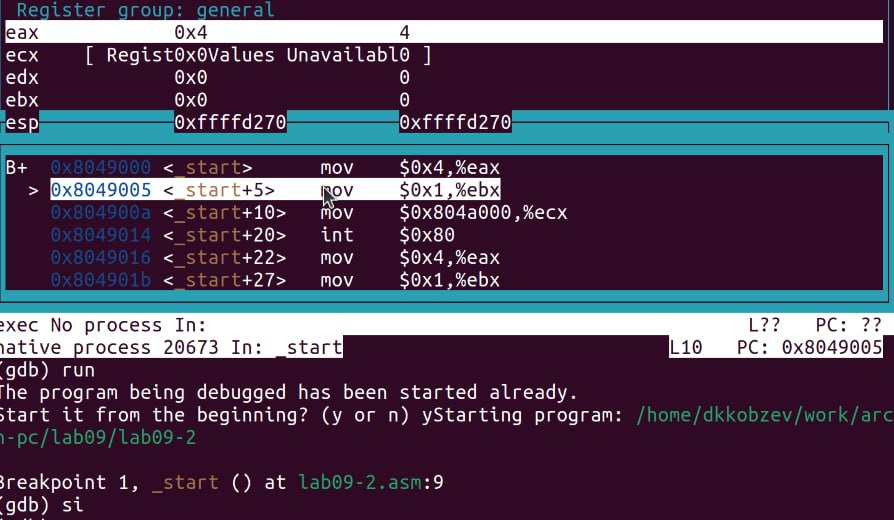 Register group: general
eax 0x4 4
ecx [ Regist0x0Values Unavailabl0 ]
edx 0x0 0
ebx 0x0 0
esp 0xffffd270 0xffffd270
B+ 0x8049000 <_start> mov $0x4,%eax
> 0x8049005 <_start+5> mov $0x1,%ebx
0x804900a <_start+10> mov $0x804a000,%ecx
0x8049014 <_start+20> int $0x80
0x8049016 <_start+22> mov $0x4,%eax
0x804901b <_start+27> mov $0x1,%ebx
exec No process In: L?? PC: ??
native process 20673 In: _start L10 PC: 0x8049005
(gdb) run
The program being debugged has been started already.
Start it from the beginning? (y or n) yStarting program: /home/dkkobzev/work/arc
h-pc/lab09/lab09-2
Breakpoint 1, _start () at lab09-2.asm:9
(gdb) si